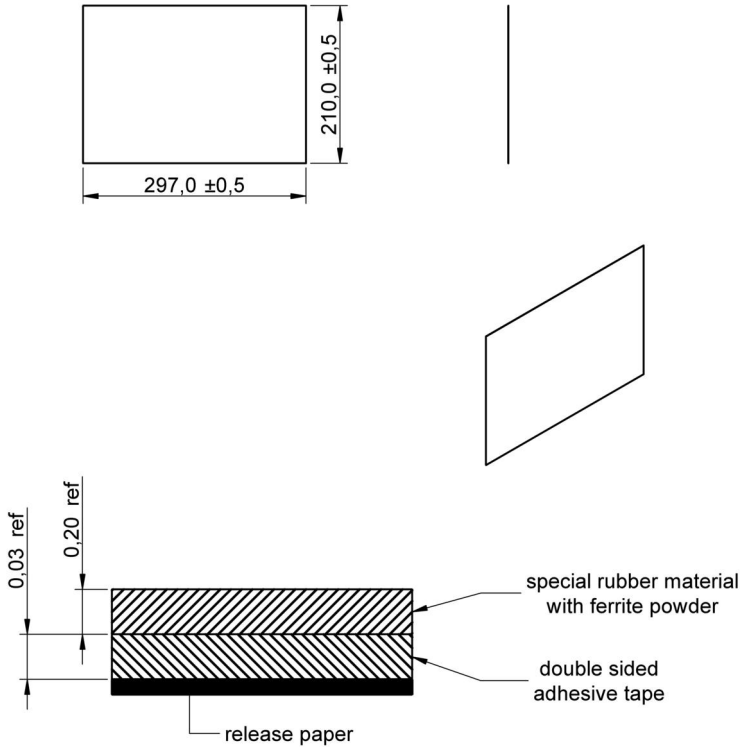 210,0 ±0,5
297,0 ±0,5
0,03 ref
0,20 ref
special rubber material
with ferrite powder
double sided
adhesive tape
release paper